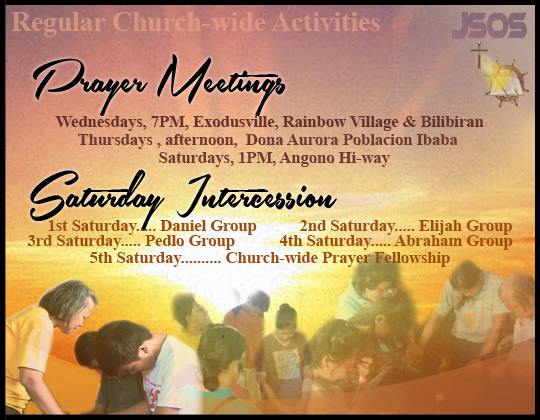 Regular Church-wide Activities
JSOS
Prayer Meetings
Wednesdays, 7PM, Exodusville, Rainbow Village & Bilibiran
Thursdays , afternoon, Dona Aurora Poblacion Ibaba
Saturdays, 1PM, Angono Hi-way
Saturday Intercession
1st Saturday..... Daniel Group 2nd Saturday..... Elijah Group
3rd Saturday..... Pedlo Group 4th Saturday..... Abraham Group
5th Saturday.......... Church-wide Prayer Fellowship